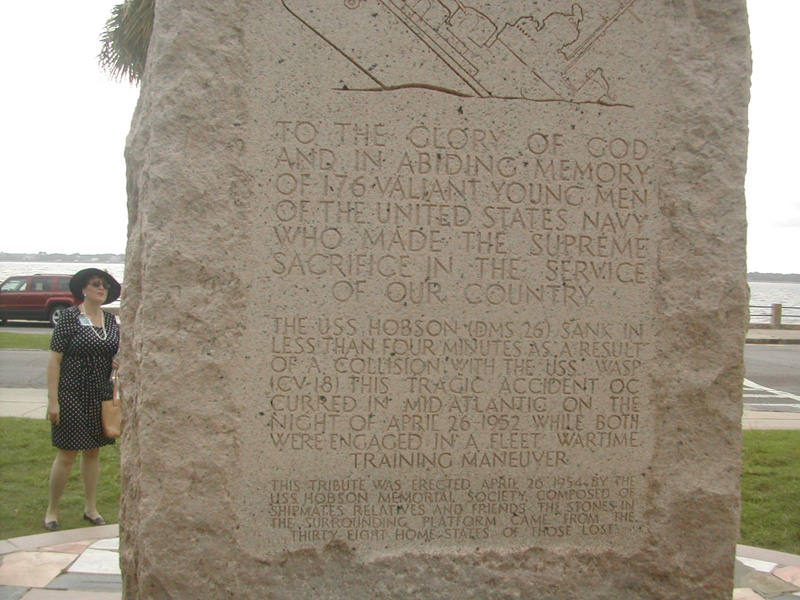 TO THE GLORY OF GOD
AND IN ABIDING MEMORY
OF 176 VALIANT YOUNG MEN
OF THE UNITED STATES NAVY
WHO MADE THE SUPREME
SACRIFICE IN THE SERVICE
OF OUR COUNTRY
THE USS HOBSON (DMS 26) SANK IN
LESS THAN FOUR MINUTES AS A RESULT
OF A COLLISION WITH THE USS. WASP
(CV-18) THIS TRAGIC ACCIDENT OC
CURRED IN MID-ATLANTIC ON THE
NIGHT OF APRIL 26-1952 WHILE BOTH
WERE ENGAGED IN A FLEET WARTIME
TRAINING MANEUVER
THIS TRIBUTE WAS ERECTED APRIL 26 1954 BY THE
USS HOBSON MEMORIAL SOCIETY COMPOSED OF
SHIPMATES RELATIVES AND FRIENDS THE STONES IN
THE SURROUNDING PLATFORM CAME FROM THE
THIRTY EIGHT HOME STATES OF THOSE LOST